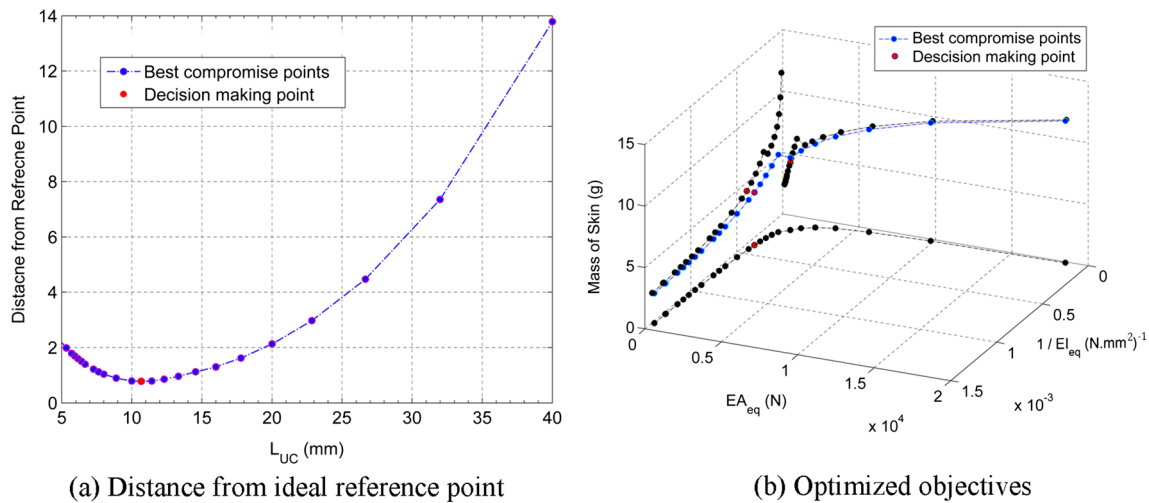 14
12
10
8
6
4
2
0
5
10
15
20
25
30
35
40
Distacne from Refrecne Point
L_UC (mm)
Best compromise points
Decision making point
(a) Distance from ideal reference point
Best compromise points
Descision making point
15
10
5
0
Mass of Skin (g)
0
0.5
1
1.5
2
EA_eq (N)
x 10^4
0
0.5
1
1.5
1 / EI_eq (N.mm²)^-1
x 10^-3
(b) Optimized objectives